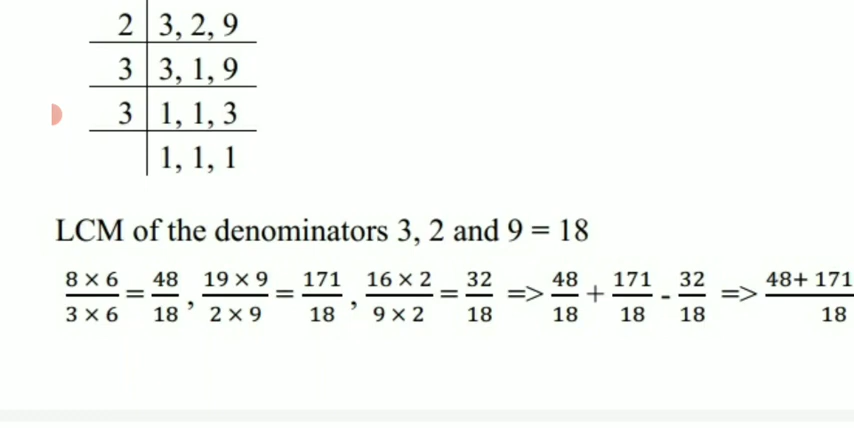 2 | 3, 2, 9
3 | 3, 1, 9
3 | 1, 1, 3
1, 1, 1
LCM of the denominators 3, 2 and 9 = 18
8 × 6 / 3 × 6 = 48 / 18 , 19 × 9 / 2 × 9 = 171 / 18 , 16 × 2 / 9 × 2 = 32 / 18 => 48 / 18 + 171 / 18 - 32 / 18 => 48+ 171 / 18